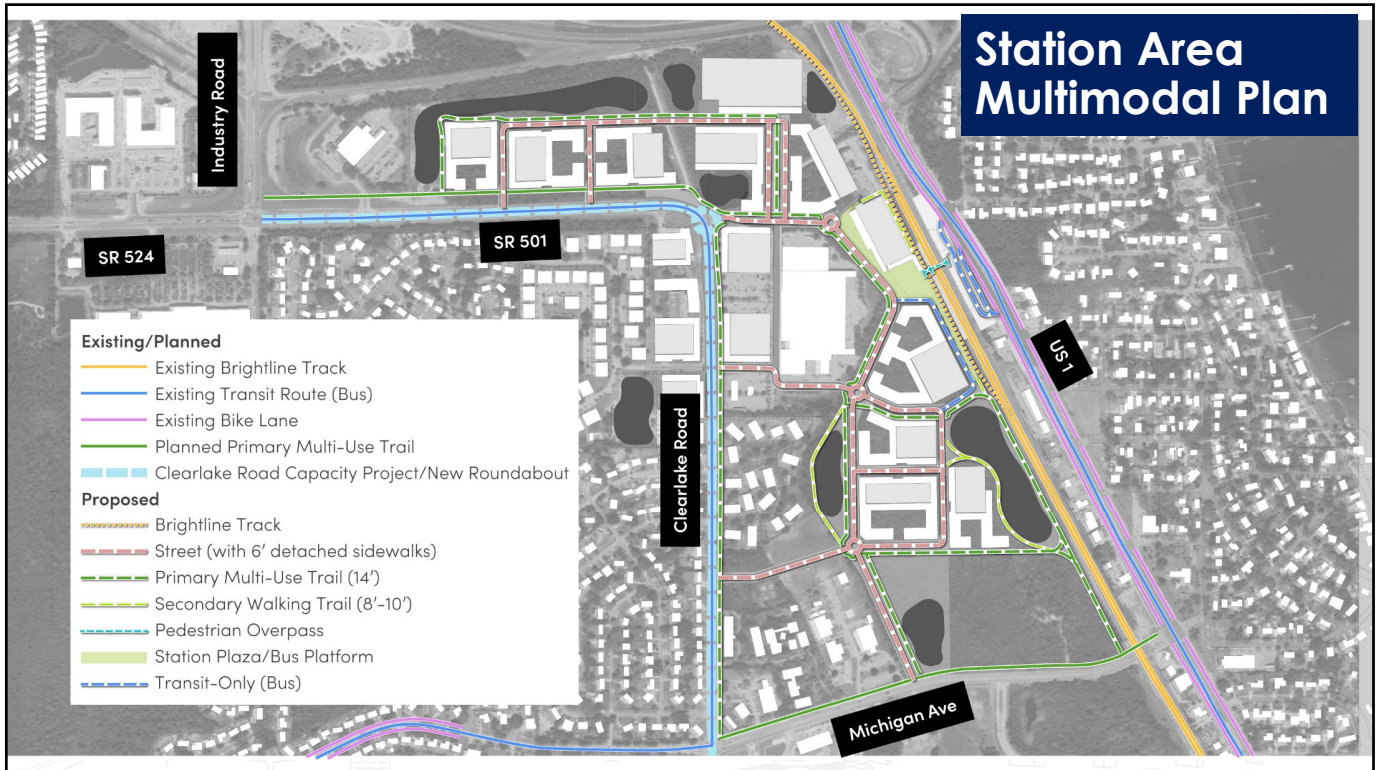 Station Area
Multimodal Plan
Industry Road
SR 524
SR 501
US 1
Clearlake Road
Michigan Ave
Existing/Planned
Existing Brightline Track
Existing Transit Route (Bus)
Existing Bike Lane
Planned Primary Multi-Use Trail
Clearlake Road Capacity Project/New Roundabout
Proposed
Brightline Track
Street (with 6' detached sidewalks)
Primary Multi-Use Trail (14')
Secondary Walking Trail (8'-10')
Pedestrian Overpass
Station Plaza/Bus Platform
Transit-Only (Bus)